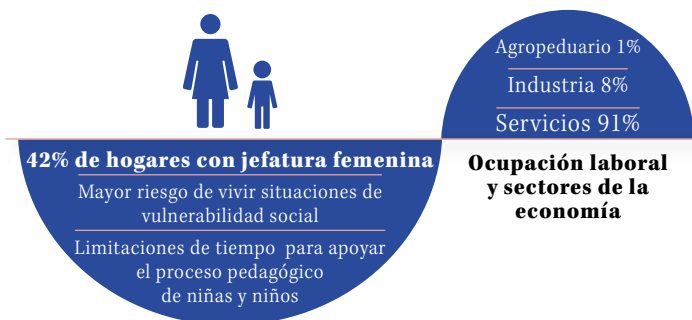 42% de hogares con jefatura femenina
Mayor riesgo de vivir situaciones de
vulnerabilidad social
Limitaciones de tiempo para apoyar
el proceso pedagógico
de niñas y niños
Agropeduario 1%
Industria 8%
Servicios 91%
Ocupación laboral
y sectores de la
economía